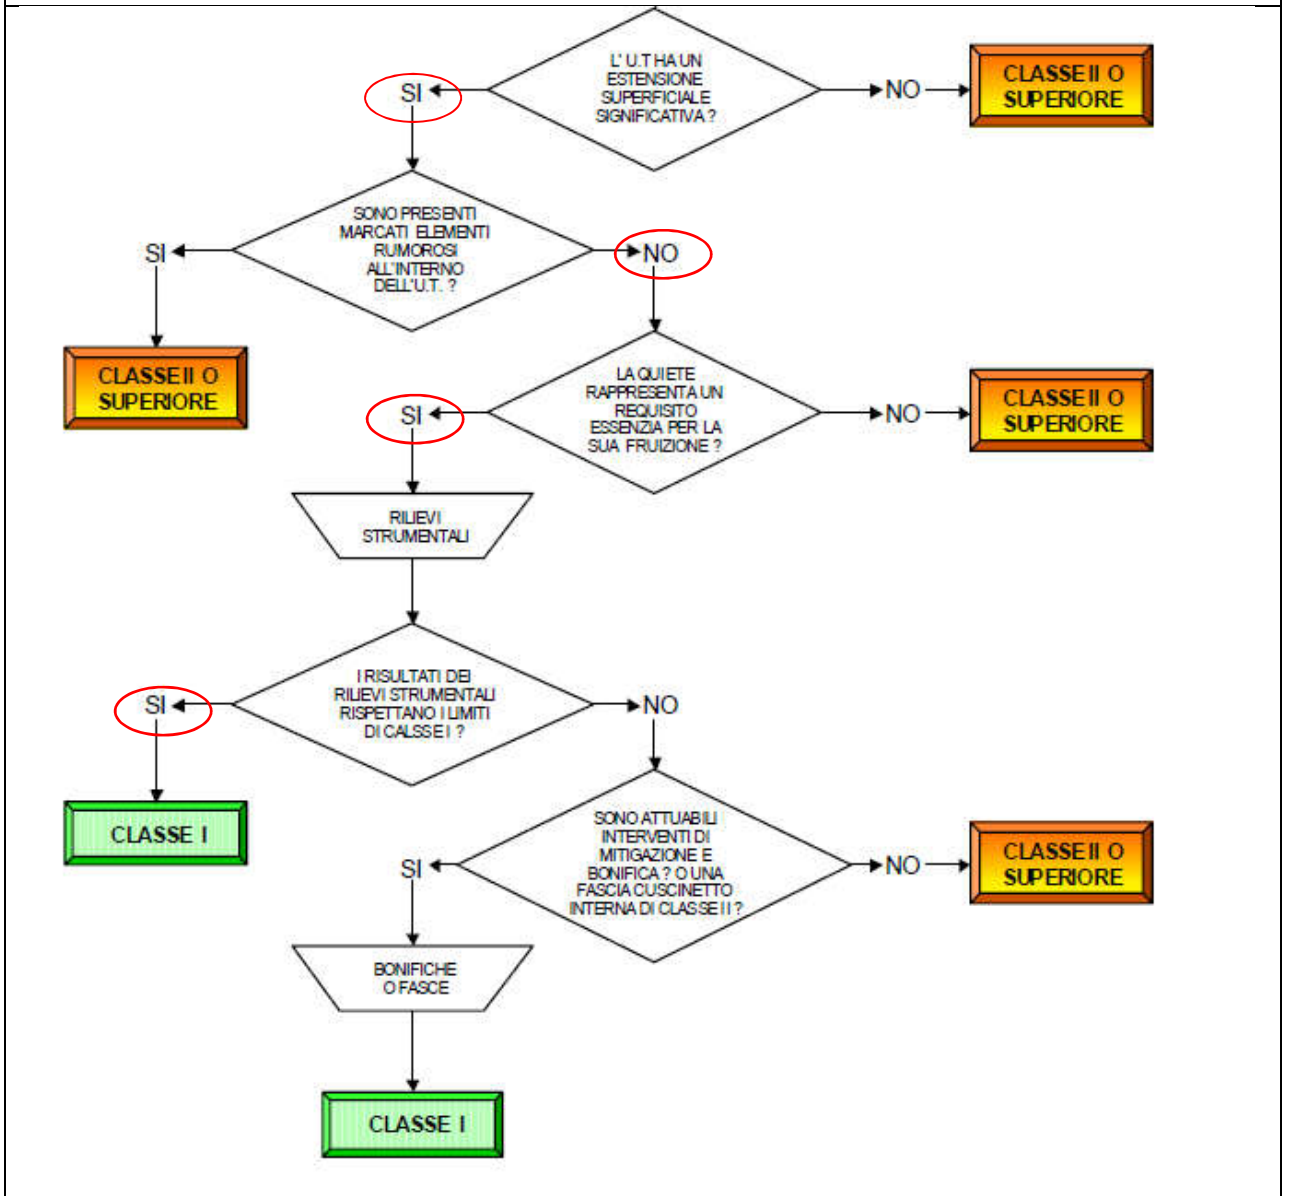 L' U.T HA UN
ESTENSIONE
SUPERFICIALE
SIGNIFICATIVA ?
SI
NO
CLASSE II O
SUPERIORE
SONO PRESENTI
MARCATI ELEMENTI
RUMOROSI
ALL'INTERNO
DELL'U.T. ?
SI
NO
CLASSE II O
SUPERIORE
LA QUIETE
RAPPRESENTA UN
REQUISITO
ESSENZIA PER LA
SUA FRUIZIONE ?
SI
NO
CLASSE II O
SUPERIORE
RILIEVI
STRUMENTALI
I RISULTATI DEI
RILIEVI STRUMENTALI
RISPETTANO I LIMITI
DI CALSSE I ?
SI
NO
CLASSE I
SONO ATTUABILI
INTERVENTI DI
MITIGAZIONE E
BONIFICA ? O UNA
FASCIA CUSCINETTO
INTERNA DI CLASSE II ?
SI
NO
CLASSE II O
SUPERIORE
BONIFICHE
O FASCE
CLASSE I